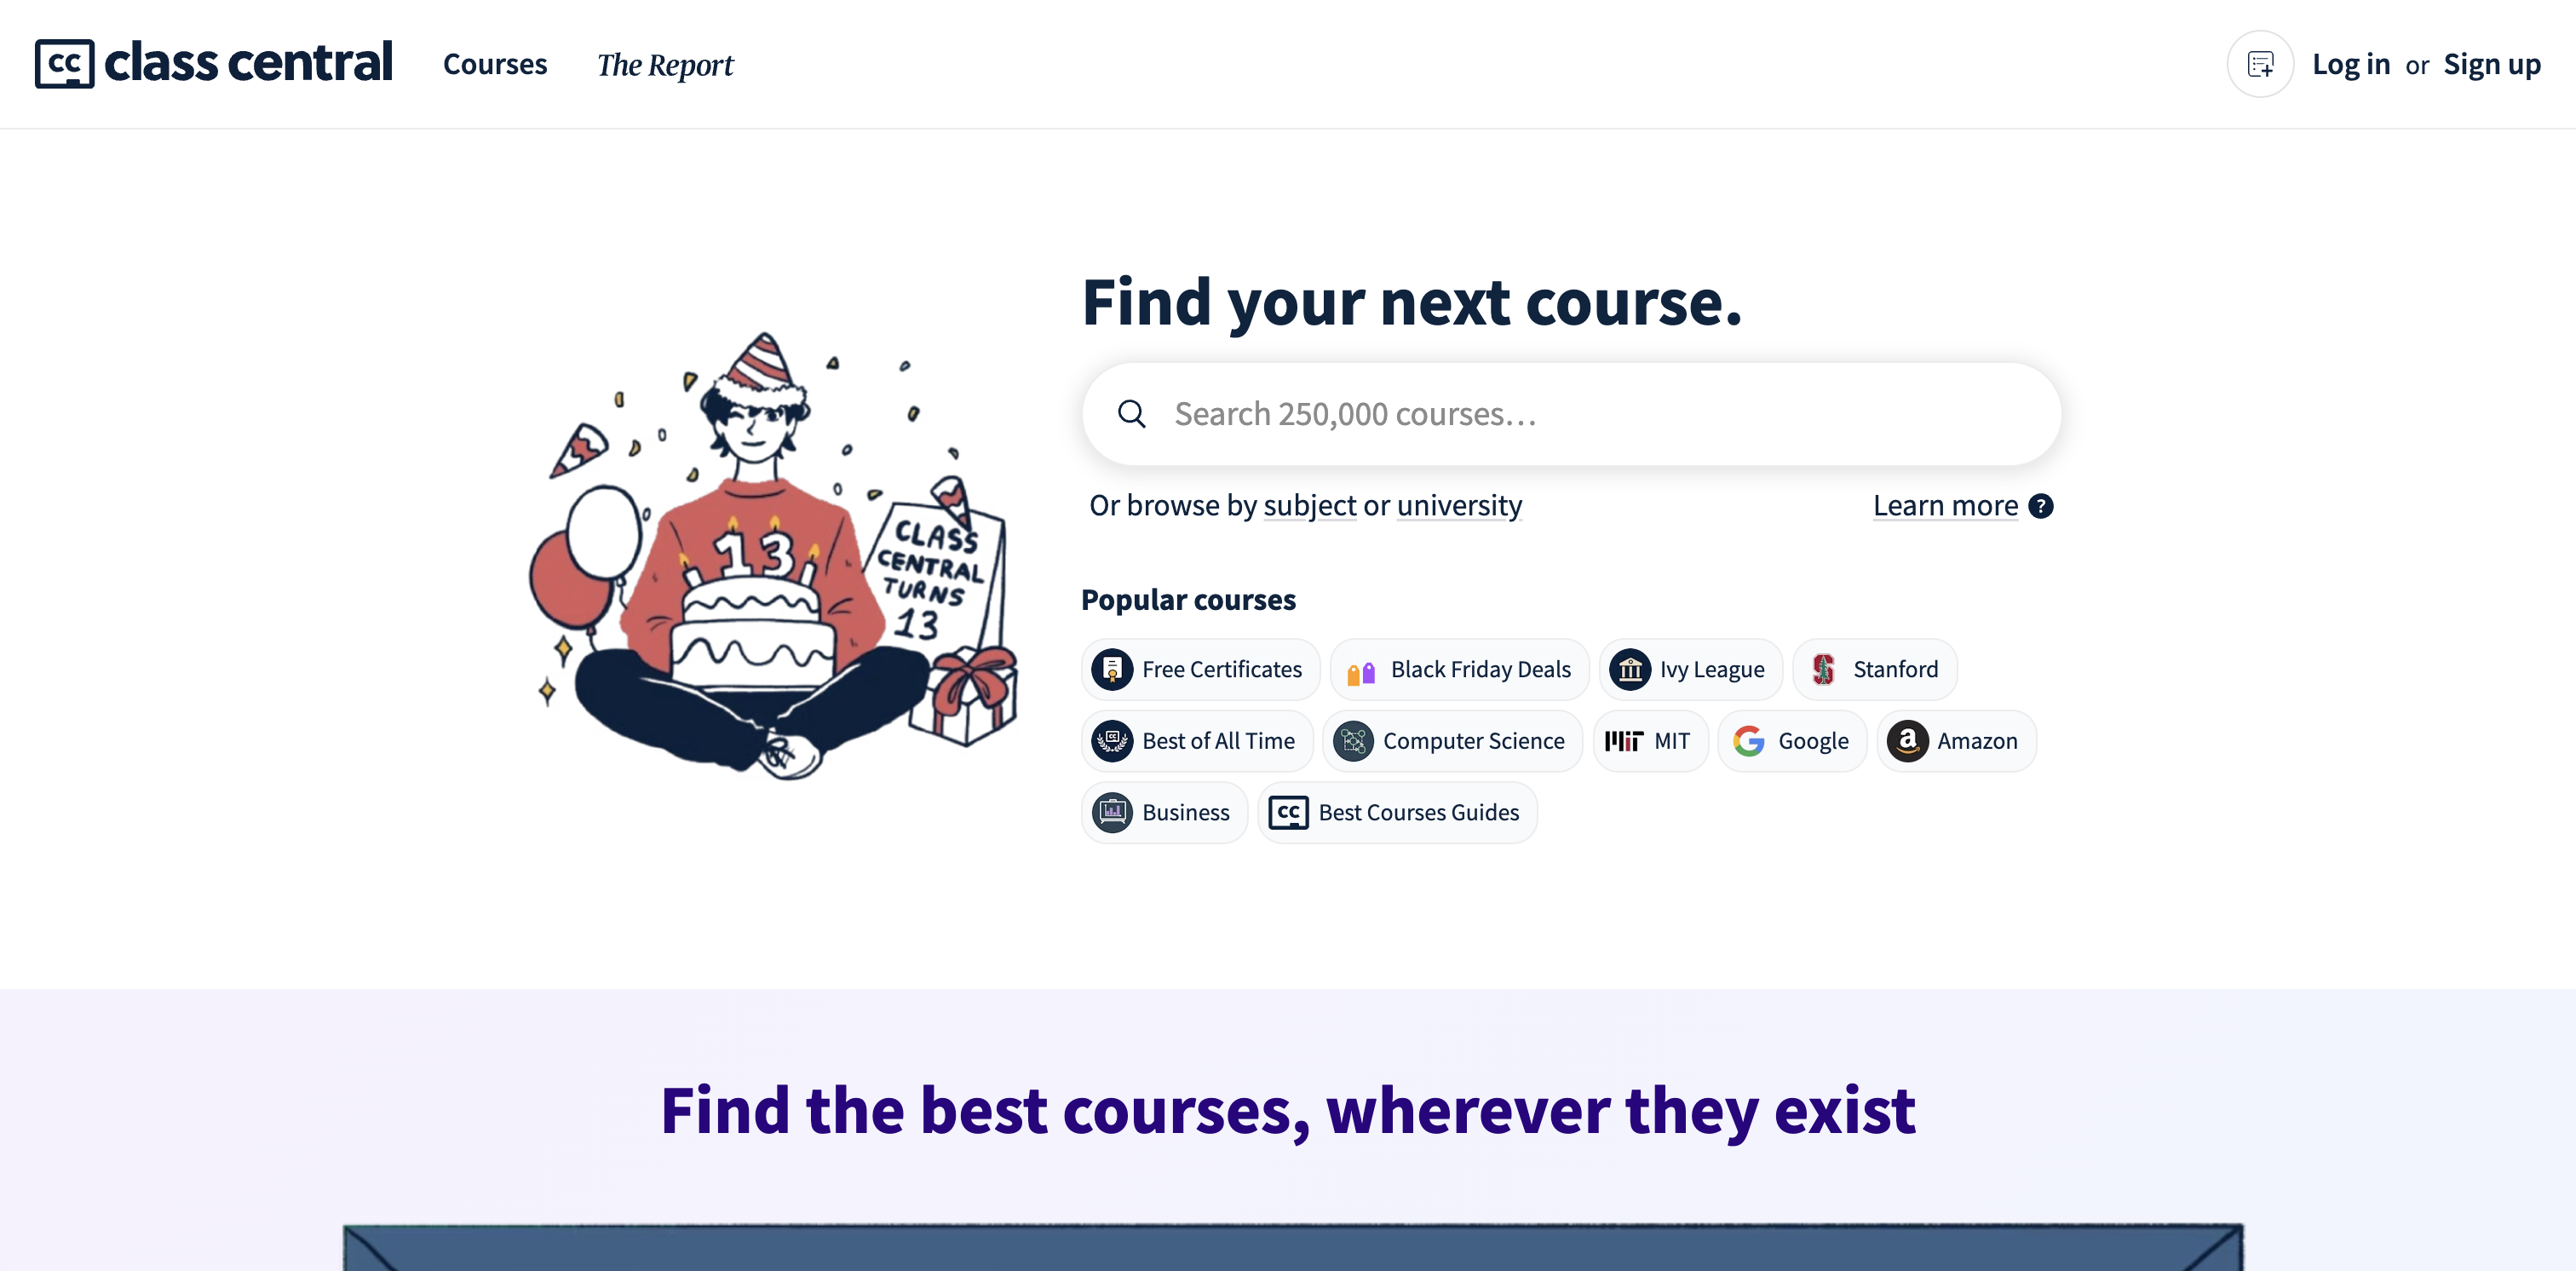 cc class central
Courses
The Report
Log in or Sign up
Find your next course.
Search 250,000 courses...
Or browse by subject or university
Learn more ?
13
CLASS
CENTRAL
TURNS
13
Popular courses
Free Certificates
Black Friday Deals
Ivy League
S Stanford
cc Best of All Time
Computer Science
MIT MIT
G Google
a Amazon
Business
cc Best Courses Guides
Find the best courses, wherever they exist